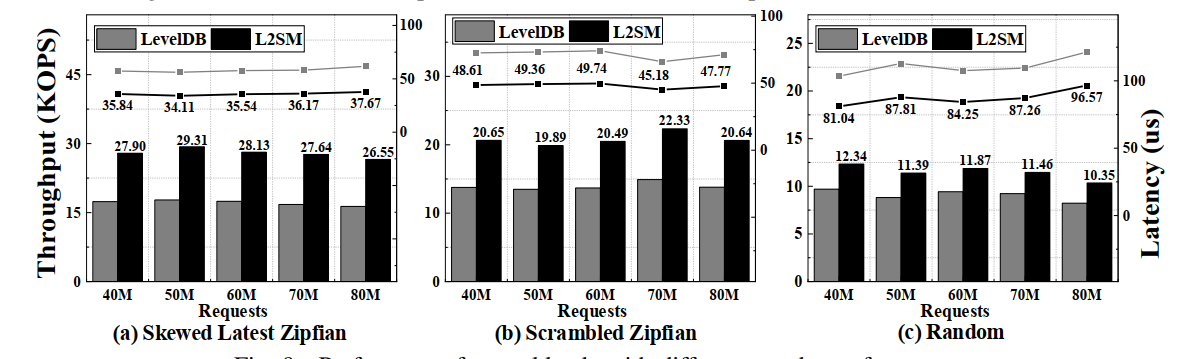 Throughput (KOPS)
LevelDB L2SM
45
30
15
0
100
50
0
35.84 34.11 35.54 36.17 37.67
27.90 29.31 28.13 27.64 26.55
40M 50M 60M 70M 80M
Requests
(a) Skewed Latest Zipfian
LevelDB L2SM
30
20
10
0
100
50
0
48.61 49.36 49.74 45.18 47.77
20.65 19.89 20.49 22.33 20.64
40M 50M 60M 70M 80M
Requests
(b) Scrambled Zipfian
LevelDB L2SM
25
20
15
10
5
0
100
50
0
81.04 87.81 84.25 87.26 96.57
12.34 11.39 11.87 11.46 10.35
40M 50M 60M 70M 80M
Requests
(c) Random
Latency (us)